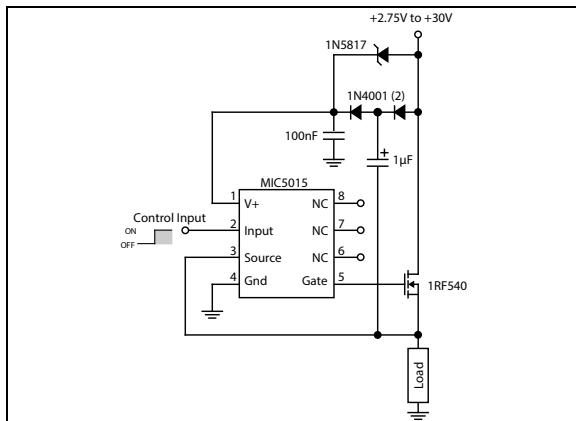 +2.75V to +30V
1N5817
1N4001 (2)
100nF
+
1µF
MIC5015
Control Input
ON
OFF
1 V+ NC 8
2 Input NC 7
3 Source NC 6
4 Gnd Gate 5
1RF540
Load